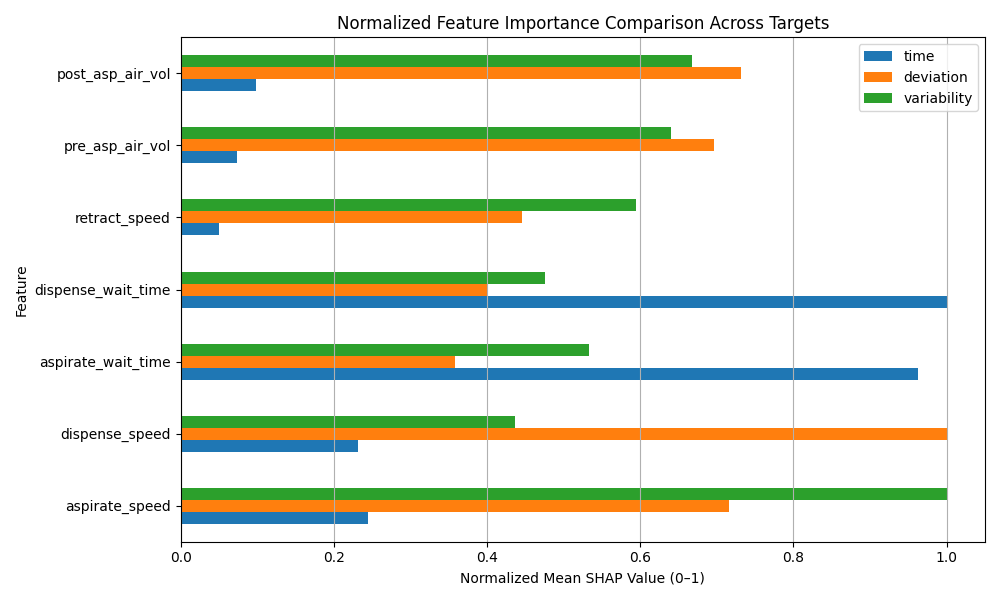 Normalized Feature Importance Comparison Across Targets
time
deviation
variability
post_asp_air_vol
pre_asp_air_vol
retract_speed
dispense_wait_time
aspirate_wait_time
dispense_speed
aspirate_speed
Feature
0.0 0.2 0.4 0.6 0.8 1.0
Normalized Mean SHAP Value (0–1)